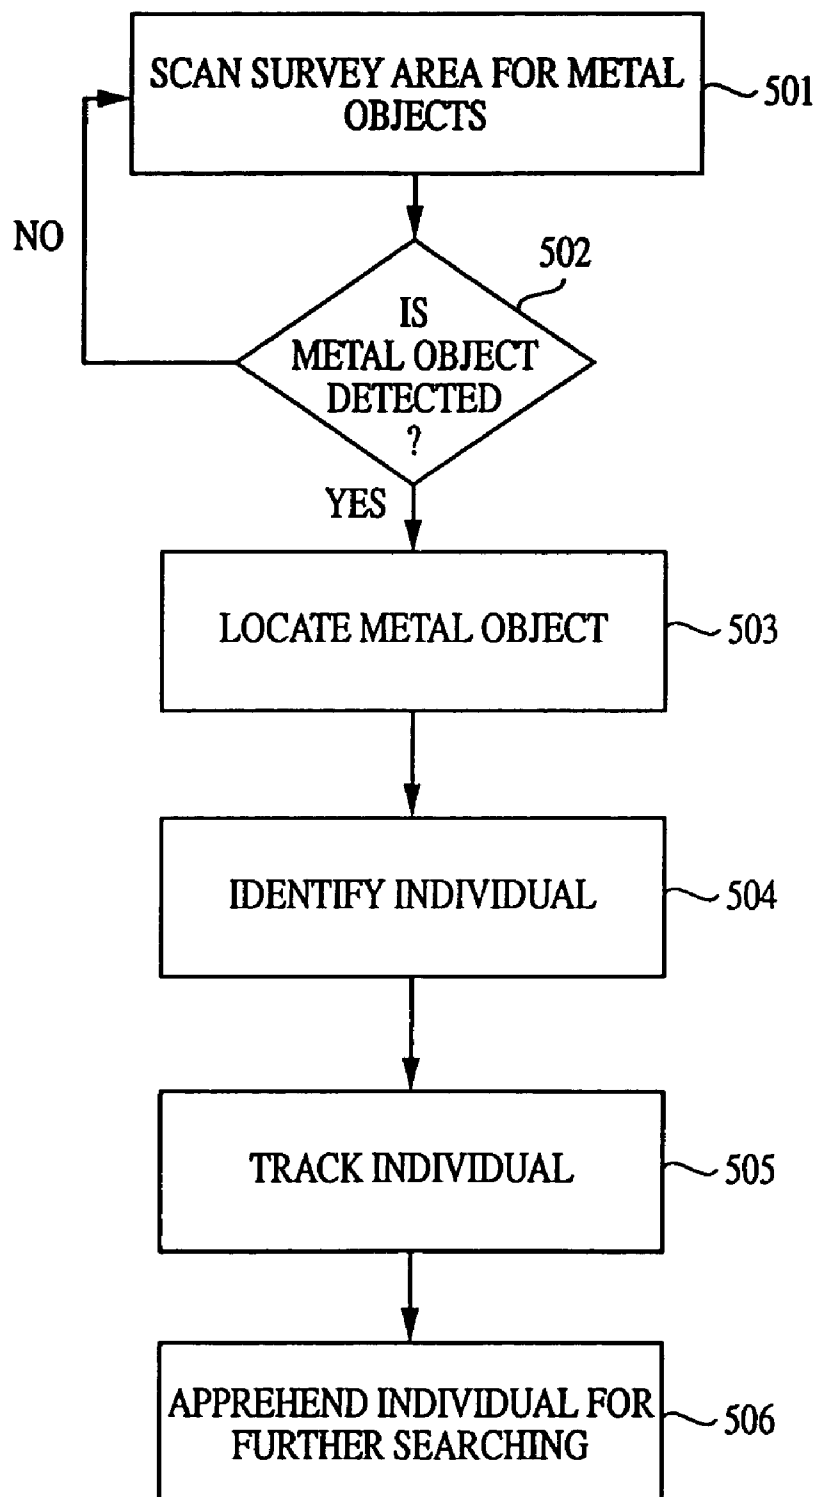 SCAN SURVEY AREA FOR METAL
OBJECTS
501
NO
502
IS
METAL OBJECT
DETECTED
?
YES
LOCATE METAL OBJECT
503
IDENTIFY INDIVIDUAL
504
TRACK INDIVIDUAL
505
APPREHEND INDIVIDUAL FOR
FURTHER SEARCHING
506